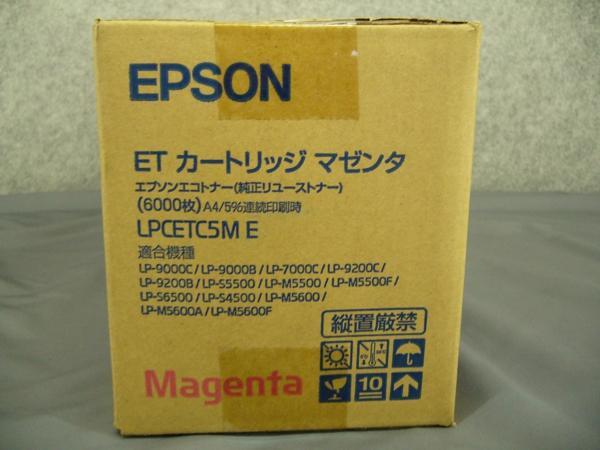 EPSON
ET カートリッジ マゼンタ
エプソンエコトナー(純正リユーストナー)
(6000枚) A4/5%連続印刷時
LPCETC5M E
適合機種
LP-9000C/LP-9000B/LP-7000C/LP-9200C/
LP-9200B/LP-S5500/LP-M5500/LP-M5500F/
LP-S6500/LP-S4500/LP-M5600/
LP-M5600A/LP-M5600F
縦置厳禁
Magenta
10